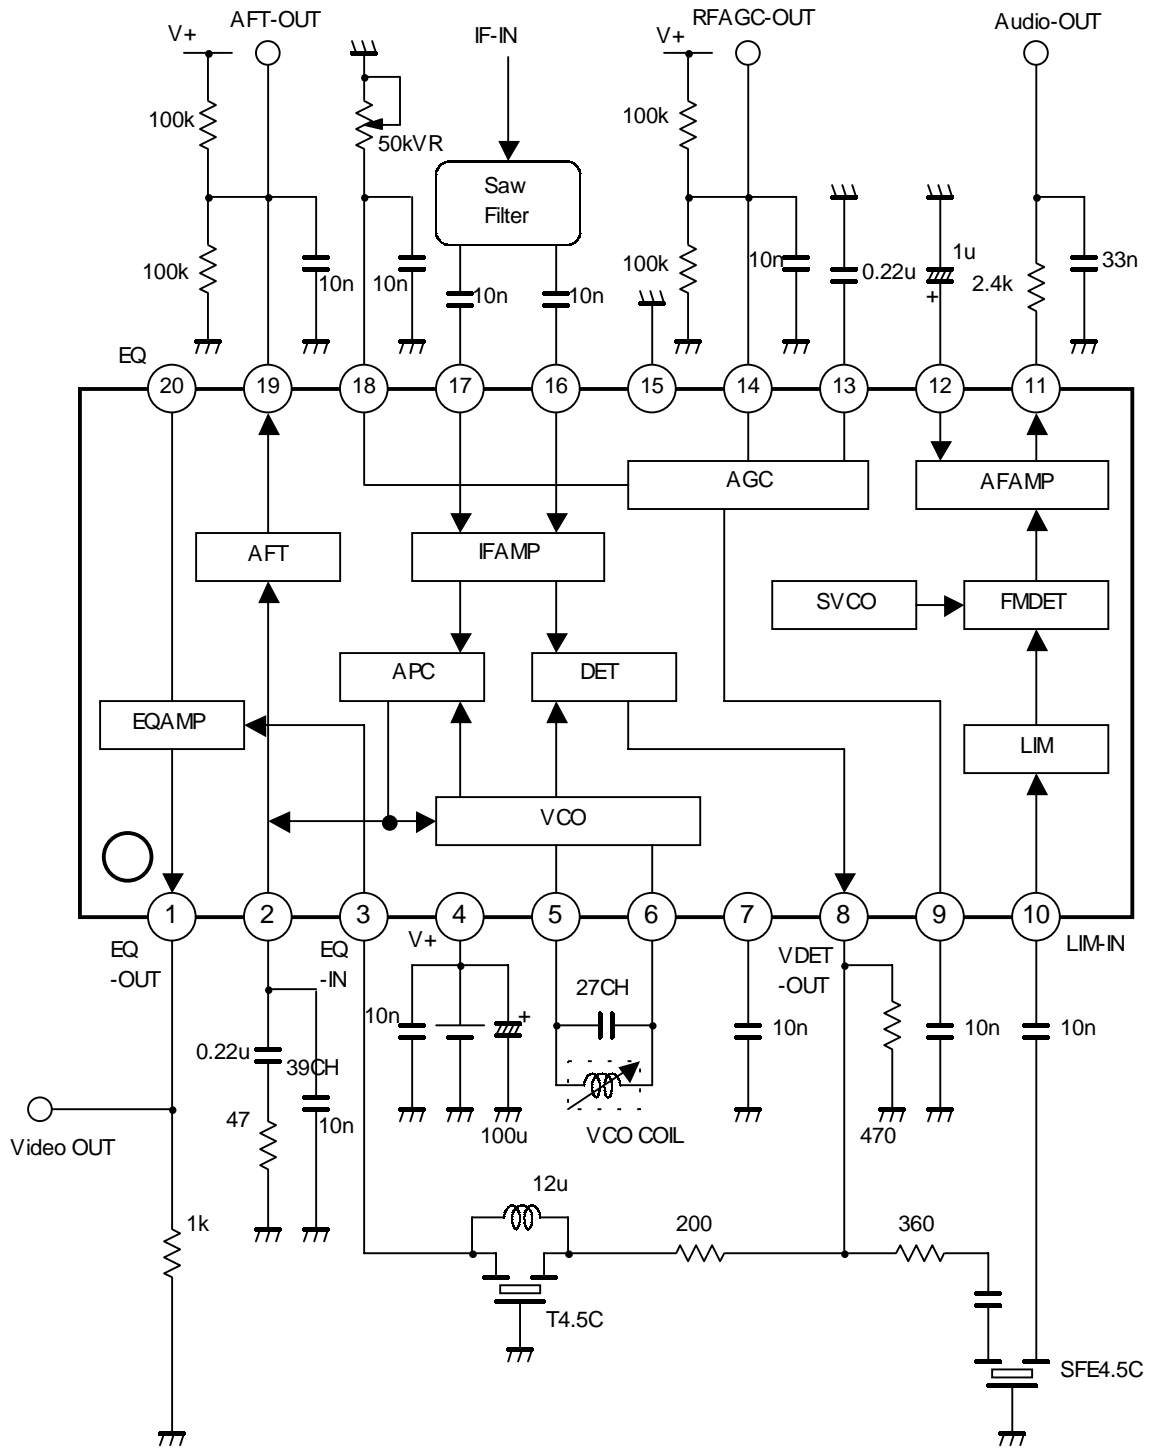 AFT-OUT
RFAGC-OUT
Audio-OUT
V+
IF-IN
V+
100k
50kVR
100k
Saw
Filter
100k
10n
10n
10n
10n
100k
10n
0.22u
1u
+
2.4k
33n
EQ
20
19
18
17
16
15
14
13
12
11
AGC
AFAMP
AFT
IFAMP
SVCO
FMDET
APC
DET
EQAMP
LIM
VCO
1
2
3
4
5
6
7
8
9
10
EQ
-OUT
EQ
-IN
V+
VDET
-OUT
LIM-IN
27CH
10n
+
10n
10n
10n
0.22u
39CH
47
10n
100u
VCO COIL
470
Video OUT
12u
1k
200
360
T4.5C
SFE4.5C